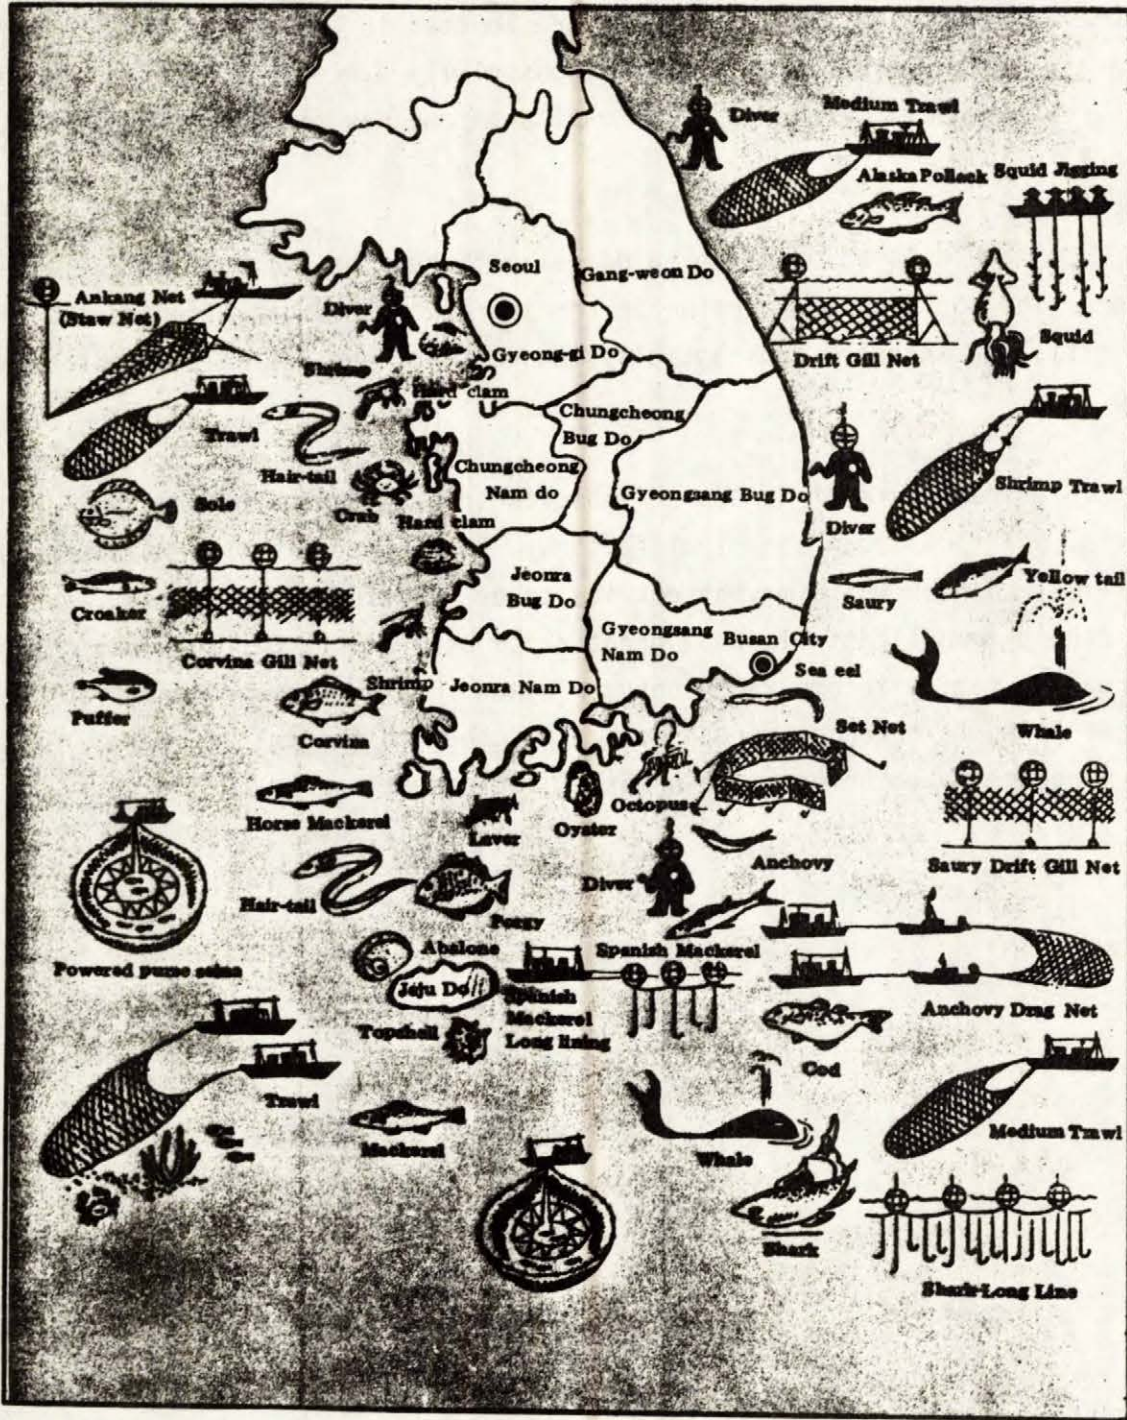 Diver
Medium Trawl
Alaska Pollack
Squid Jigging
Seoul
Gang-weon Do
Ankang Net
(Staw Net)
Diver
Squid
Gyeong-gi Do
Drift Gill Net
Shrimp
Hard clam
Chungcheong
Bug Do
Trawl
Hair-tail
Chungcheong
Nam do
Gyeongsang Bug Do
Shrimp Trawl
Sole
Crab
Hard clam
Diver
Jeonra
Bug Do
Saury
Yellow tail
Croaker
Gyeongsang
Nam Do
Busan City
Corvina Gill Net
Sea eel
Shrimp
Jeonra Nam Do
Puffer
Corvina
Set Net
Whale
Octopus
Horse Mackerel
Laver
Oyster
Anchovy
Saury Drift Gill Net
Diver
Hair-tail
Porgy
Abalone
Spanish Mackerel
Powered purse seine
Jeju Do
Spanish
Mackerel
Long lining
Anchovy Drag Net
Topshell
Cod
Trawl
Mackerel
Whale
Medium Trawl
Shark
Shark-Long Line